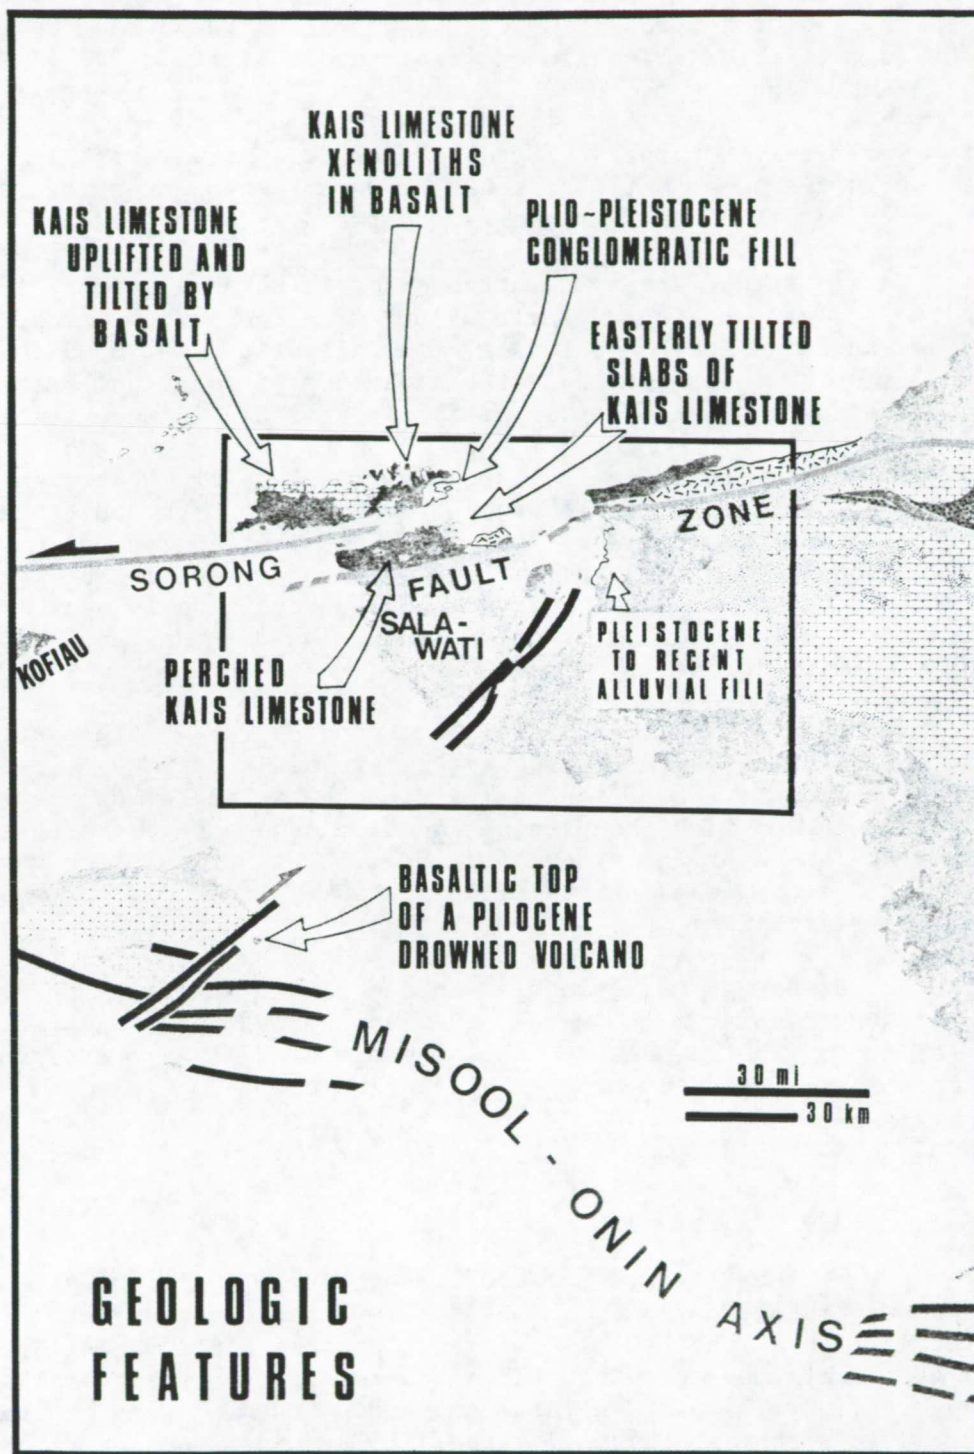 KAIS LIMESTONE
XENOLITHS
IN BASALT
KAIS LIMESTONE
UPLIFTED AND
TILTED BY
BASALT
PLIO~PLEISTOCENE
CONGLOMERATIC FILL
EASTERLY TILTED
SLABS OF
KAIS LIMESTONE
SORONG
FAULT
ZONE
SALA-
WATI
KOFIAU
PERCHED
KAIS LIMESTONE
PLEISTOCENE
TO RECENT
ALLUVIAL FILL
BASALTIC TOP
OF A PLIOCENE
DROWNED VOLCANO
MISOOL - ONIN AXIS
30 mi
30 km
GEOLOGIC
FEATURES